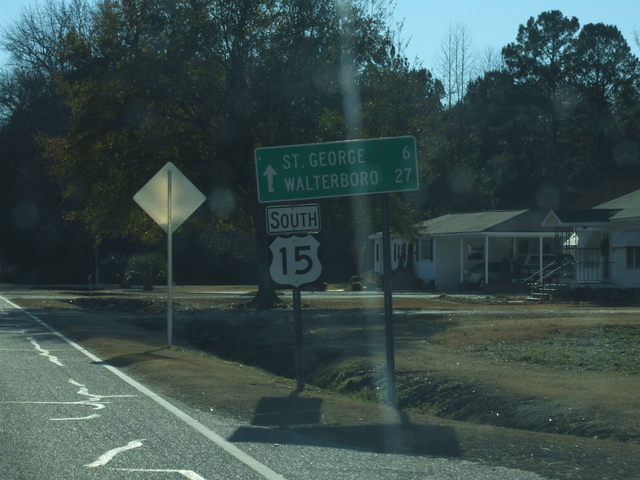 ST. GEORGE 6
WALTERBORO 27
SOUTH
15